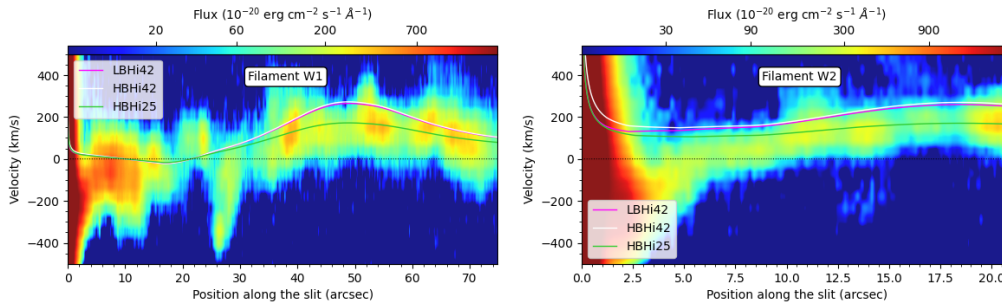 Flux (10⁻²⁰ erg cm⁻² s⁻¹ Å⁻¹)
20 60 200 700
Velocity (km/s)
400
200
0
−200
−400
LBHi42
HBHi42
HBHi25
Filament W1
0 10 20 30 40 50 60 70
Position along the slit (arcsec)
Flux (10⁻²⁰ erg cm⁻² s⁻¹ Å⁻¹)
30 90 300 900
Velocity (km/s)
400
200
0
−200
−400
Filament W2
LBHi42
HBHi42
HBHi25
0.0 2.5 5.0 7.5 10.0 12.5 15.0 17.5 20.0
Position along the slit (arcsec)